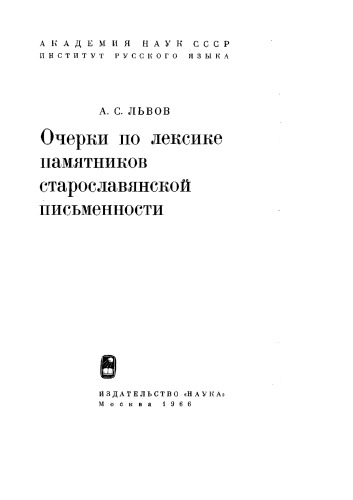 АКАДЕМИЯ НАУК СССР
ИНСТИТУТ РУССКОГО ЯЗЫКА
А. С. ЛЬВОВ
Очерки по лексике
памятников
старославянской
письменности
ИЗДАТЕЛЬСТВО «НАУКА»
Москва 1966